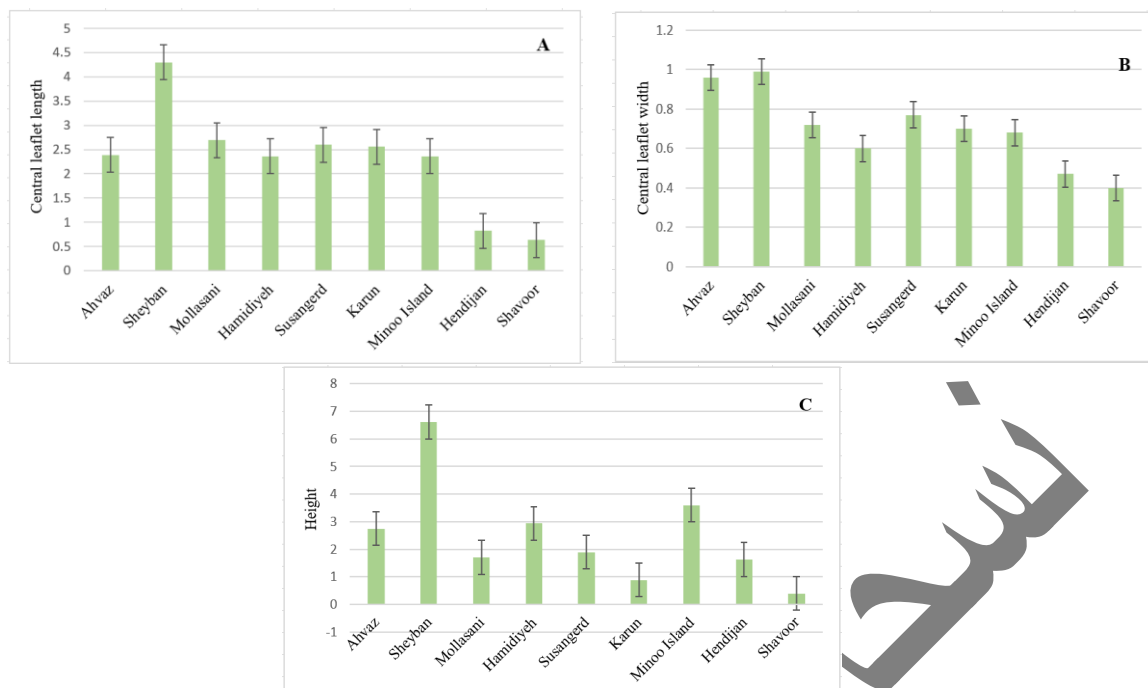 A
Central leaflet length
5
4.5
4
3.5
3
2.5
2
1.5
1
0.5
0
Ahvaz
Sheyban
Mollasani
Hamidiyeh
Susangerd
Karun
Minoo Island
Hendijan
Shavoor
B
Central leaflet width
1.2
1
0.8
0.6
0.4
0.2
0
Ahvaz
Sheyban
Mollasani
Hamidiyeh
Susangerd
Karun
Minoo Island
Hendijan
Shavoor
C
Height
8
7
6
5
4
3
2
1
0
-1
Ahvaz
Sheyban
Mollasani
Hamidiyeh
Susangerd
Karun
Minoo Island
Hendijan
Shavoor